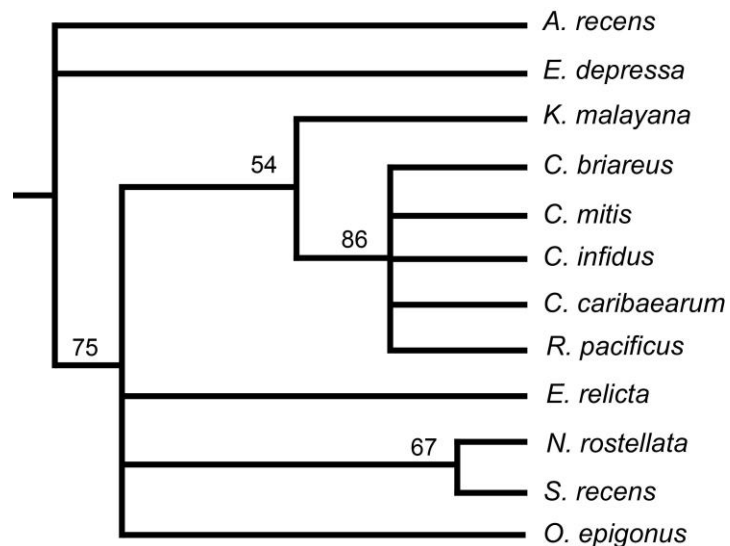 A. recens
E. depressa
K. malayana
54
C. briareus
C. mitis
86
C. infidus
C. caribaearum
75
R. pacificus
E. relicta
67
N. rostellata
S. recens
O. epigonus